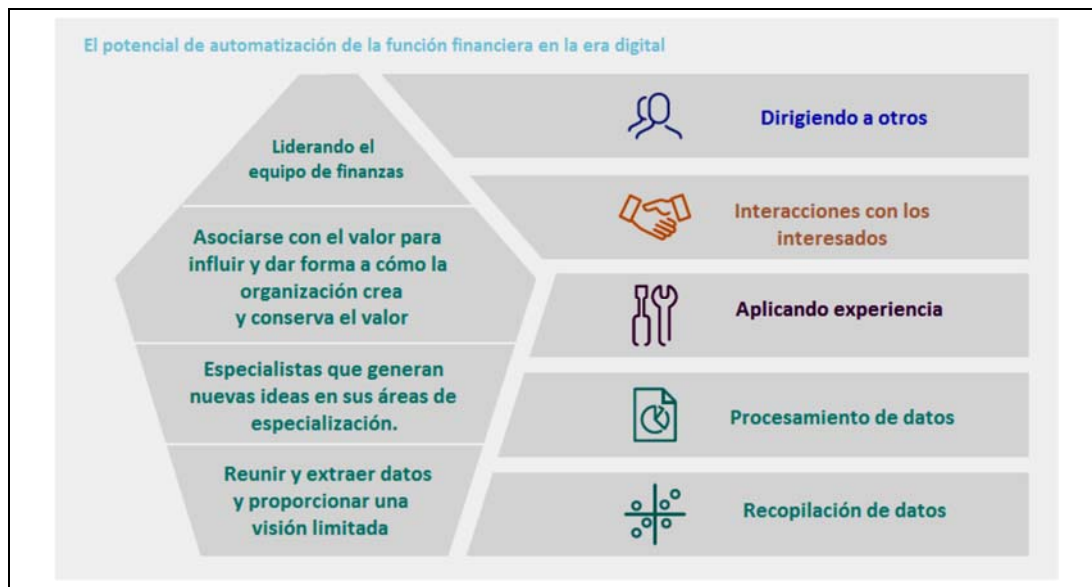 El potencial de automatización de la función financiera en la era digital
Liderando el
equipo de finanzas
Asociarse con el valor para
influir y dar forma a cómo la
organización crea
y conserva el valor
Especialistas que generan
nuevas ideas en sus áreas de
especialización.
Reunir y extraer datos
y proporcionar una
visión limitada
Dirigiendo a otros
Interacciones con los
interesados
Aplicando experiencia
Procesamiento de datos
Recopilación de datos